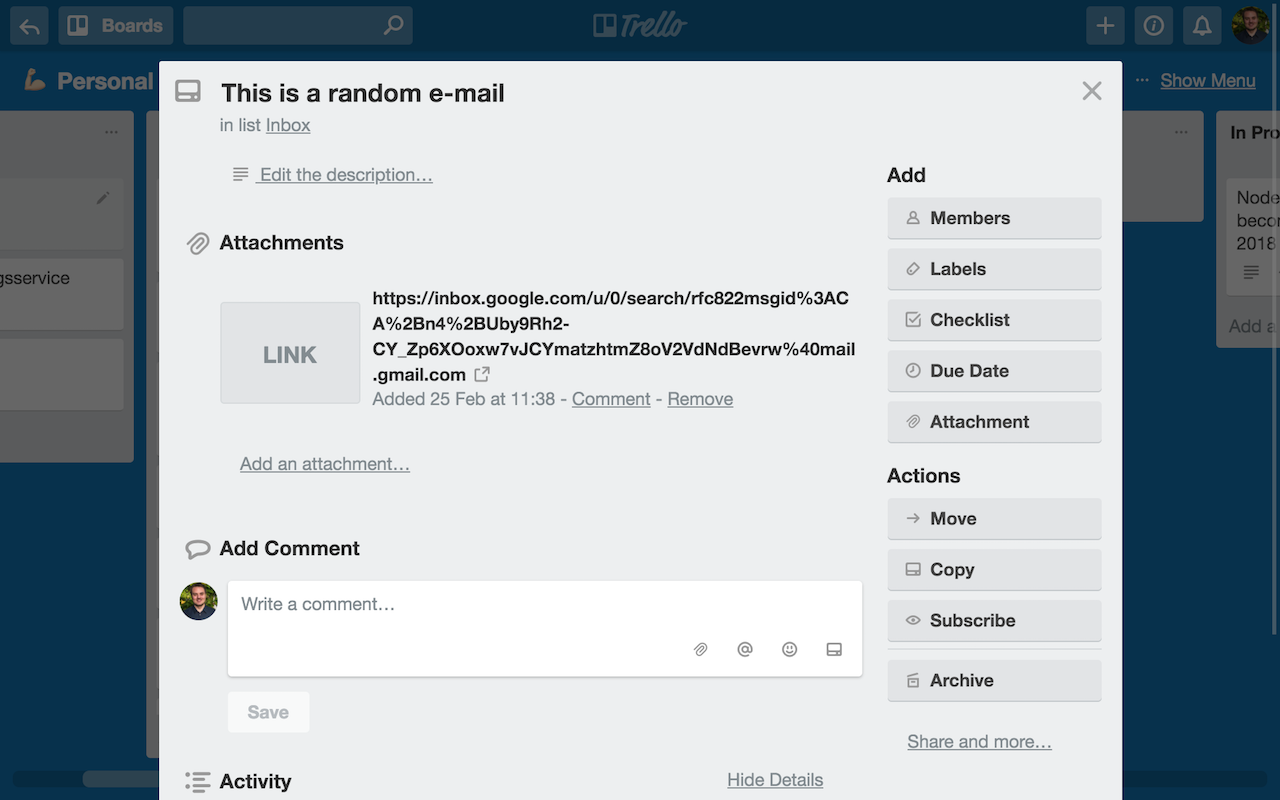 Boards
Trello
Personal
Show Menu
This is a random e-mail
in list Inbox
Edit the description…
Attachments
LINK
https://inbox.google.com/u/0/search/rfc822msgid%3AC
A%2Bn4%2BUby9Rh2-
CY_Zp6XOoxw7vJCYmatzhtmZ8oV2VdNdBevrw%40mail
.gmail.com
Added 25 Feb at 11:38 - Comment - Remove
Add an attachment…
Add Comment
Write a comment…
Save
Activity
Hide Details
Add
Members
Labels
Checklist
Due Date
Attachment
Actions
Move
Copy
Subscribe
Archive
Share and more…
gsservice
In Pro
Node
becor
2018
Add a